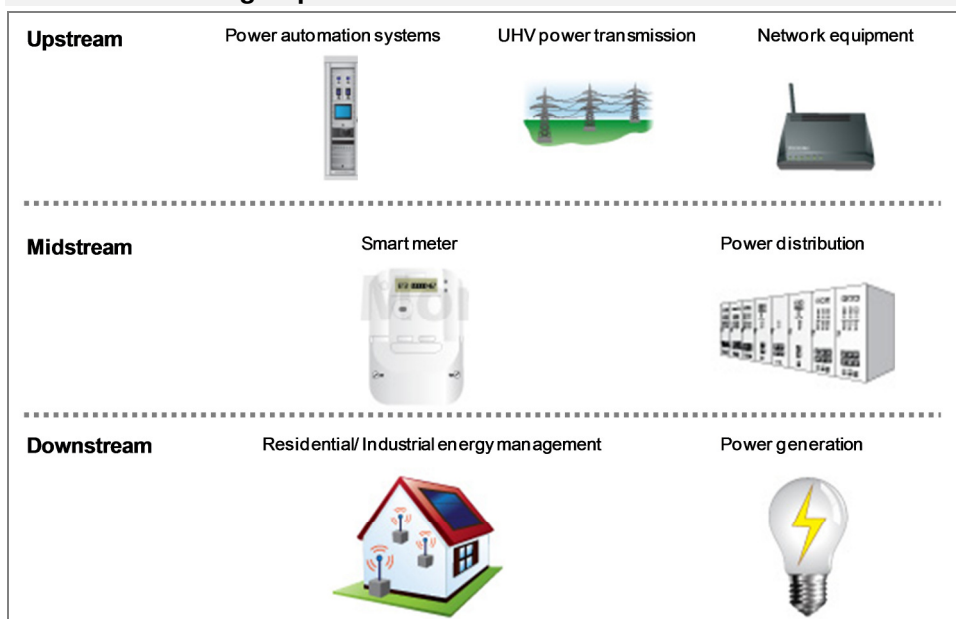 Upstream
Power automation systems
UHV power transmission
Network equipment
Midstream
Smart meter
Power distribution
Downstream
Residential/ Industrial energy management
Power generation